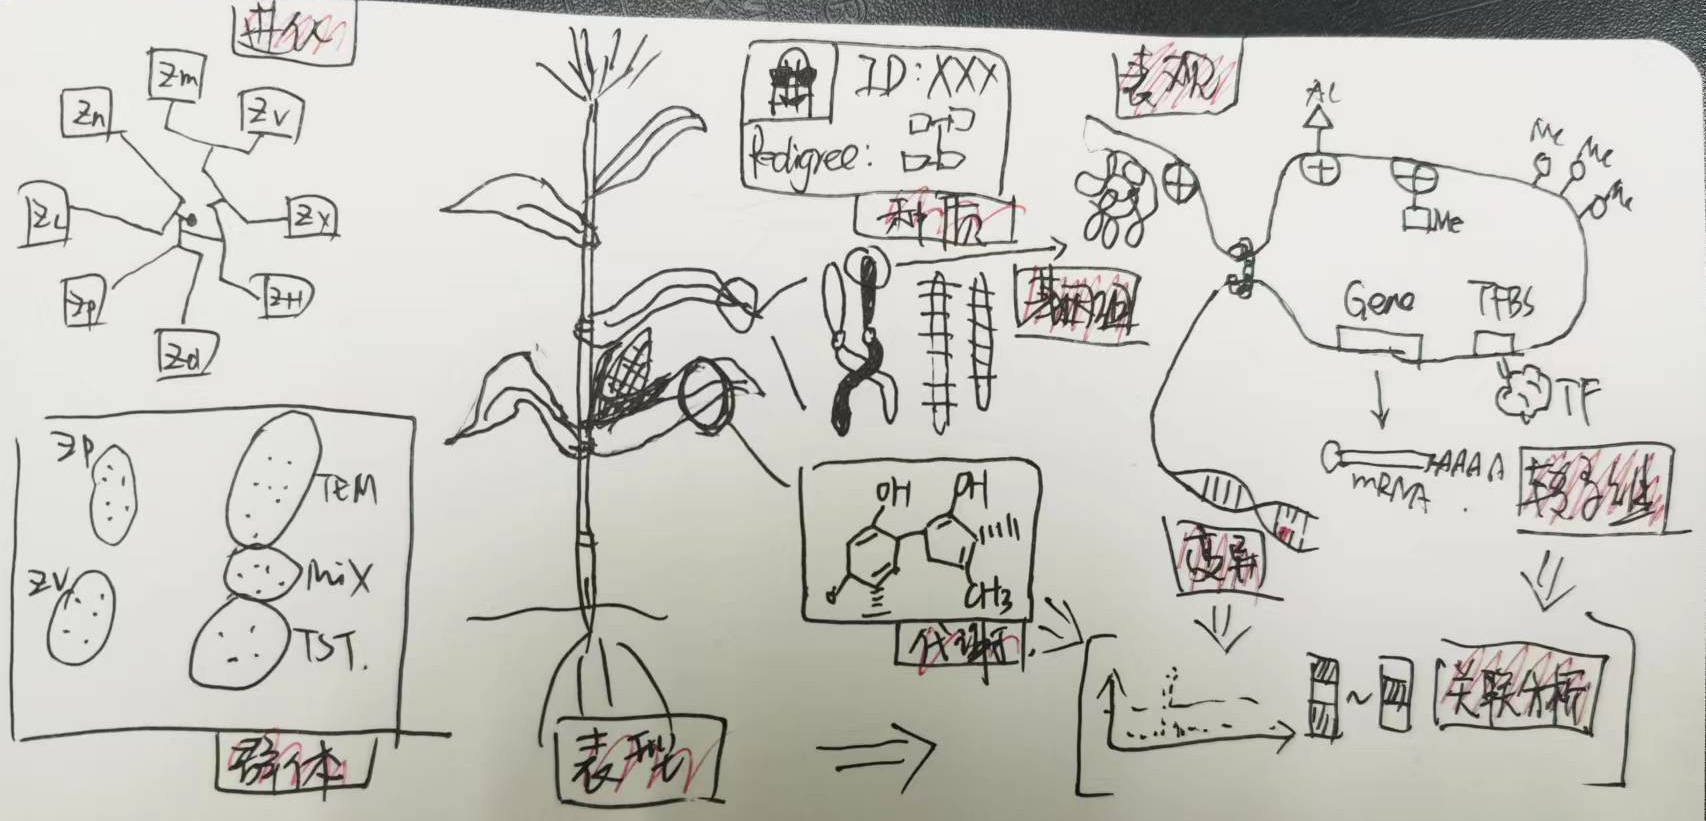 进化
Zm
Zn
Zv
ZL
Zx
Zp
ZH
Zd
ZP
TEM
ZV
MiX
TST.
群体
表型
ID:XXX
Pedigree:
种质
基因组
OH
OH
CH3
代谢
表观
AC
Me
Me
Me
Me
Gene
TFBS
TF
mRNA
AAAA
转录组
变异
~
关联分析